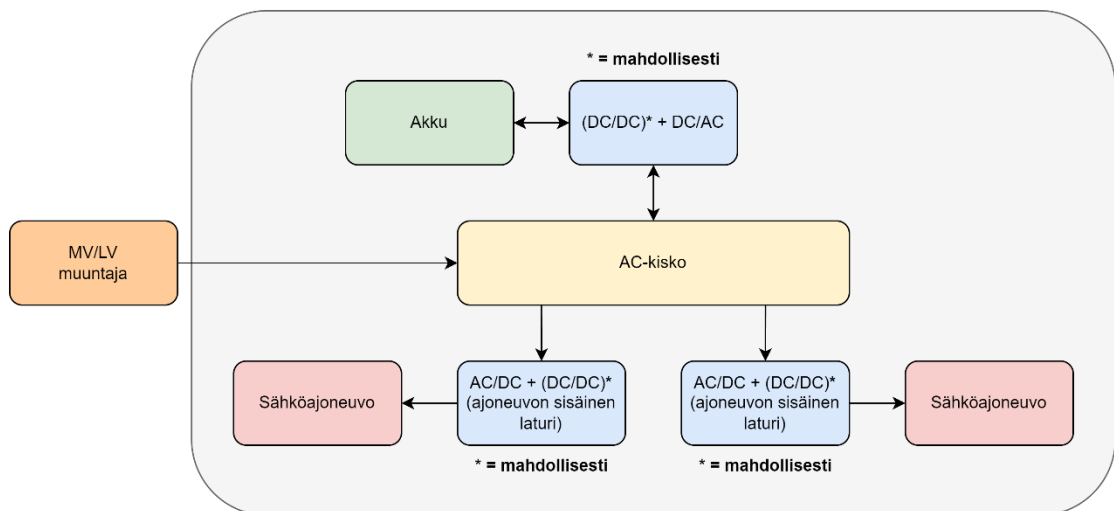 * = mahdollisesti
Akku
(DC/DC)* + DC/AC
MV/LV
muuntaja
AC-kisko
Sähköajoneuvo
AC/DC + (DC/DC)*
(ajoneuvon sisäinen
laturi)
AC/DC + (DC/DC)*
(ajoneuvon sisäinen
laturi)
Sähköajoneuvo
* = mahdollisesti
* = mahdollisesti